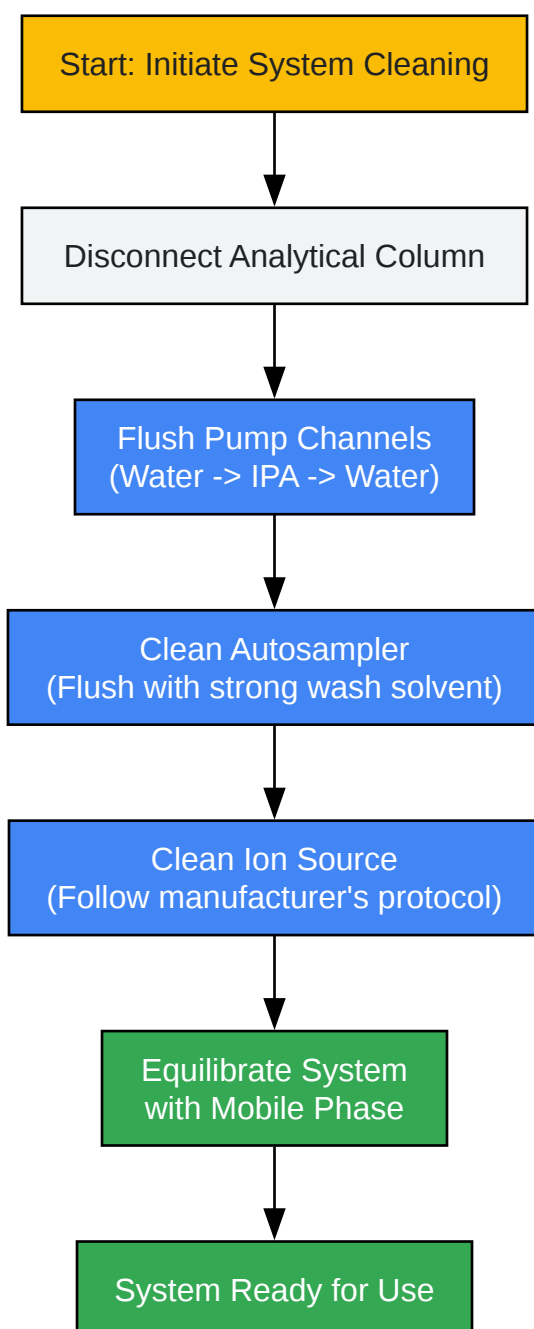 Start: Initiate System Cleaning
Disconnect Analytical Column
Flush Pump Channels
(Water -> IPA -> Water)
Clean Autosampler
(Flush with strong wash solvent)
Clean Ion Source
(Follow manufacturer's protocol)
Equilibrate System
with Mobile Phase
System Ready for Use